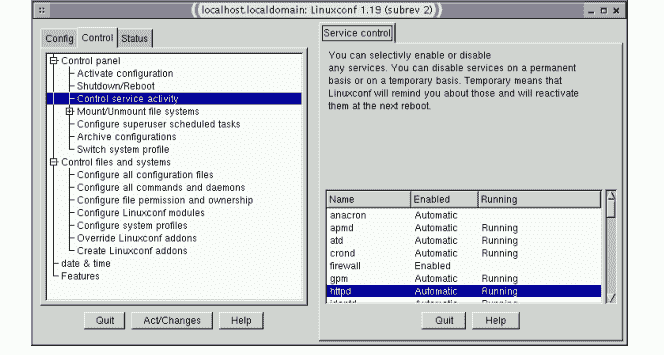 localhost.localdomain: Linuxconf 1.19 (subrev 2)
Config Control Status
Control panel
Activate configuration
Shutdown/Reboot
Control service activity
Mount/Unmount file systems
Configure superuser scheduled tasks
Archive configurations
Switch system profile
Control files and systems
Configure all configuration files
Configure all commands and daemons
Configure file permission and ownership
Configure Linuxconf modules
Configure system profiles
Override Linuxconf addons
Create Linuxconf addons
date & time
Features
Quit Act/Changes Help
Service control
You can selectivly enable or disable
any services. You can disable services on a permanent
basis or on a temporary basis. Temporary means that
Linuxconf will remind you about those and will reactivate
them at the next reboot.
Name Enabled Running
anacron Automatic
apmd Automatic Running
atd Automatic Running
crond Automatic Running
firewall Enabled
gpm Automatic Running
httpd Automatic Running
Quit Help